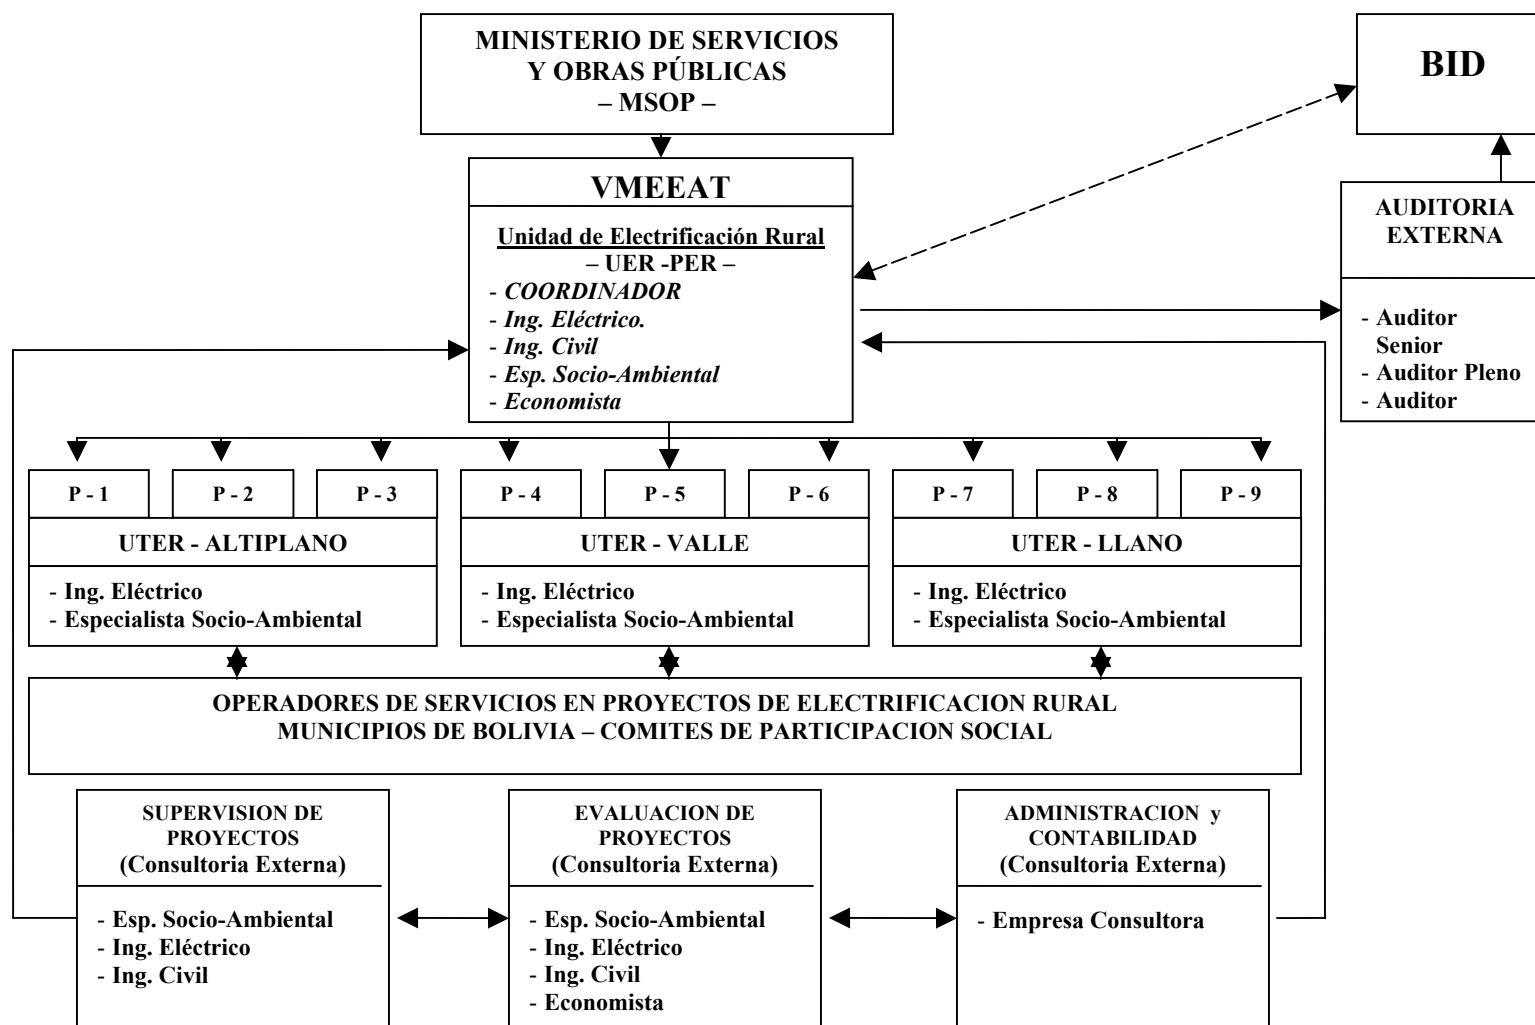 MINISTERIO DE SERVICIOS
Y OBRAS PÚBLICAS
– MSOP –
BID
VMEEAT
Unidad de Electrificación Rural
– UER -PER –
- COORDINADOR
- Ing. Eléctrico.
- Ing. Civil
- Esp. Socio-Ambiental
- Economista
AUDITORIA
EXTERNA
- Auditor
Senior
- Auditor Pleno
- Auditor
P - 1
P - 2
P - 3
P - 4
P - 5
P - 6
P - 7
P - 8
P - 9
UTER - ALTIPLANO
- Ing. Eléctrico
- Especialista Socio-Ambiental
UTER - VALLE
- Ing. Eléctrico
- Especialista Socio-Ambiental
UTER - LLANO
- Ing. Eléctrico
- Especialista Socio-Ambiental
OPERADORES DE SERVICIOS EN PROYECTOS DE ELECTRIFICACION RURAL
MUNICIPIOS DE BOLIVIA – COMITES DE PARTICIPACION SOCIAL
SUPERVISION DE
PROYECTOS
(Consultoria Externa)
- Esp. Socio-Ambiental
- Ing. Eléctrico
- Ing. Civil
EVALUACION DE
PROYECTOS
(Consultoria Externa)
- Esp. Socio-Ambiental
- Ing. Eléctrico
- Ing. Civil
- Economista
ADMINISTRACION y
CONTABILIDAD
(Consultoria Externa)
- Empresa Consultora